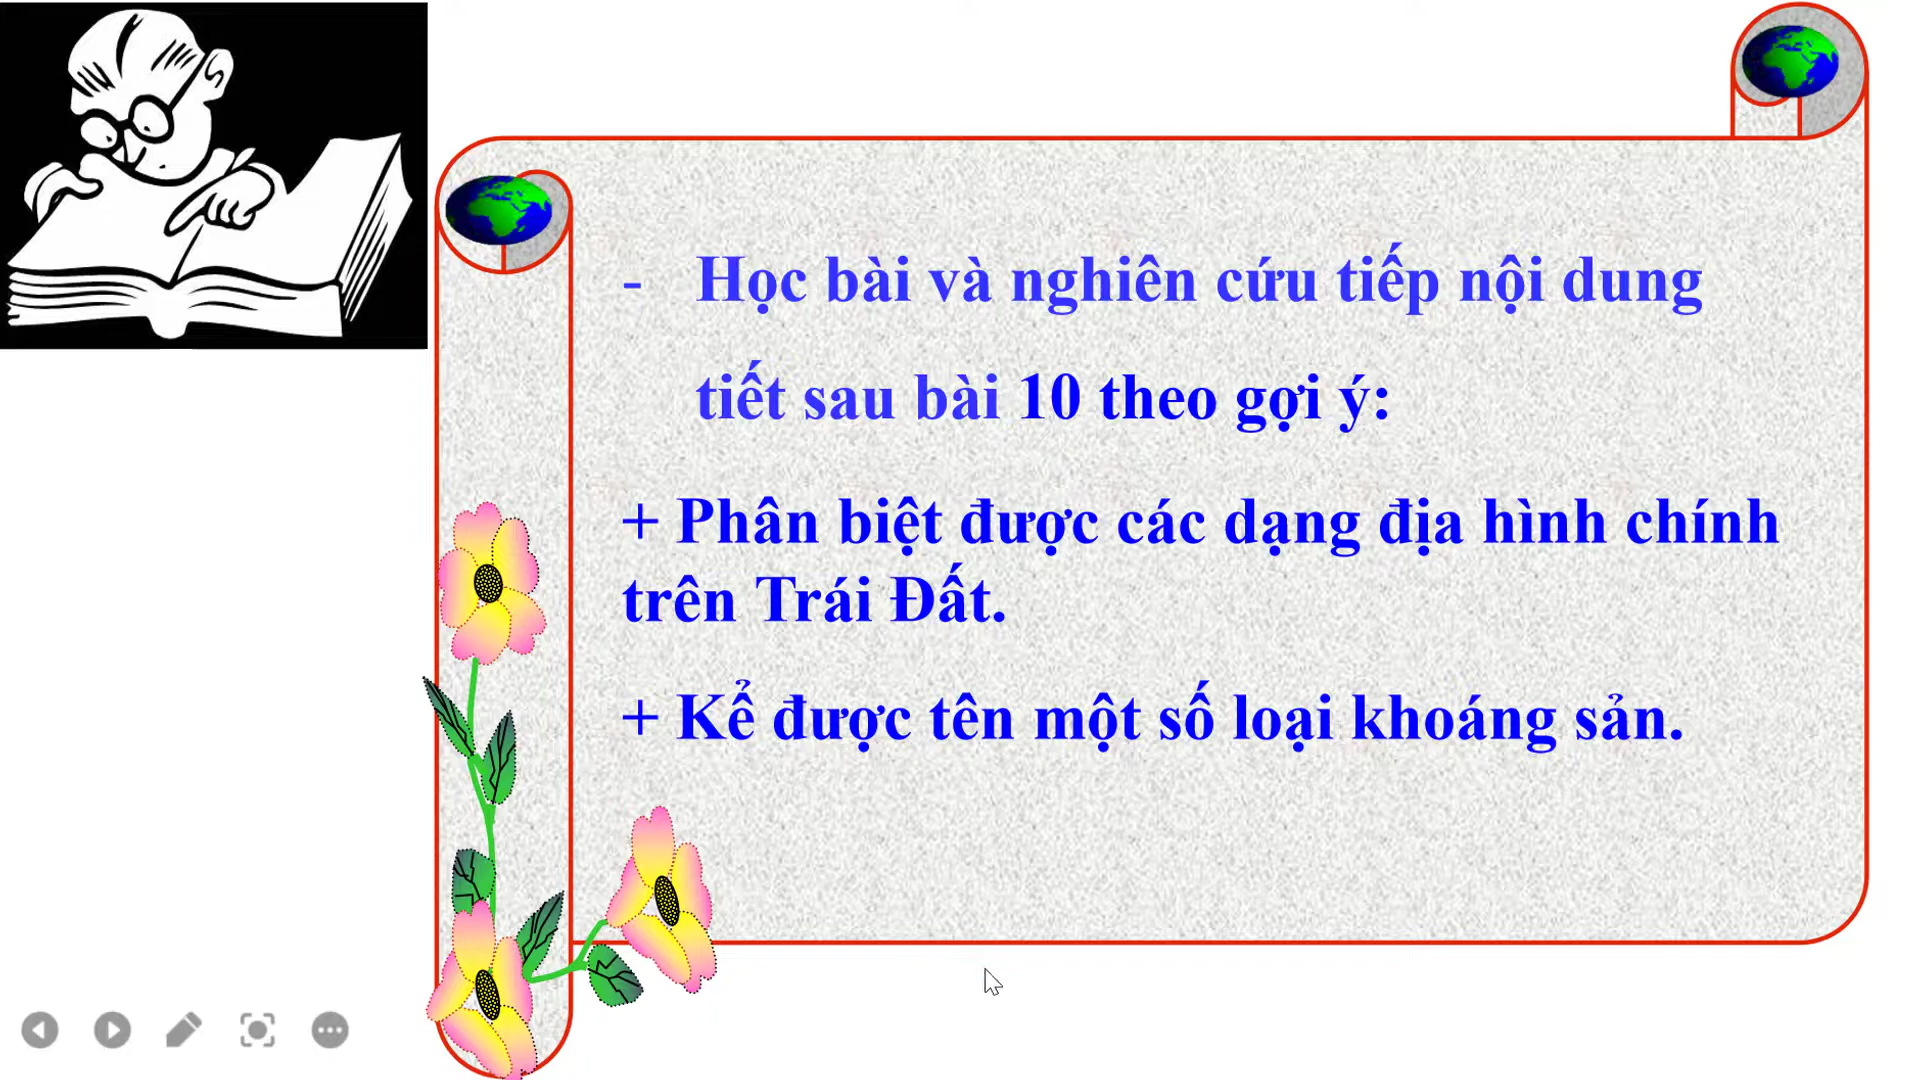 - Học bài và nghiên cứu tiếp nội dung
tiết sau bài 10 theo gợi ý:
+ Phân biệt được các dạng địa hình chính
trên Trái Đất.
+ Kể được tên một số loại khoáng sản.